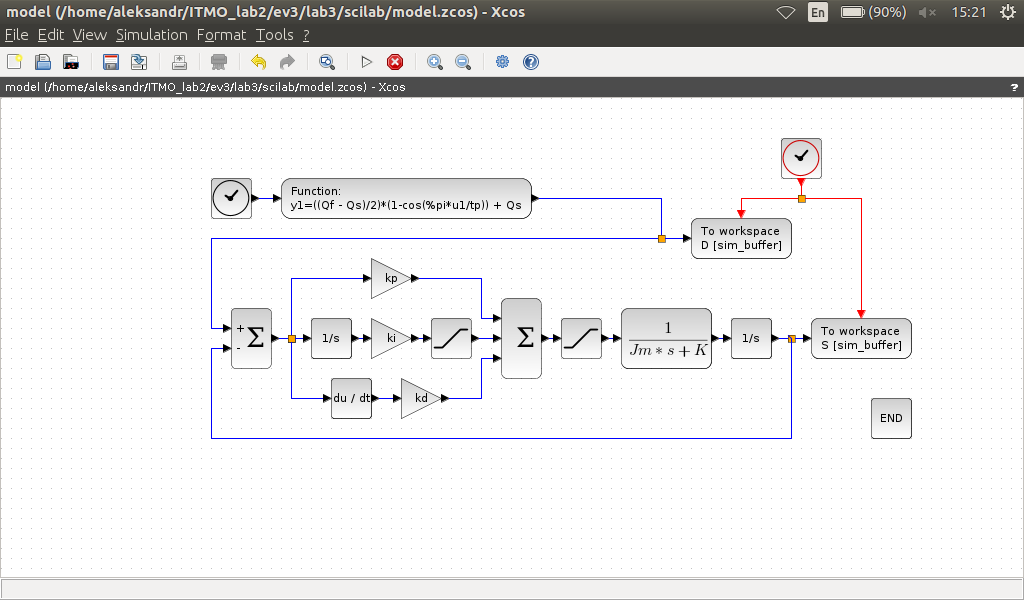 model (/home/aleksandr/ITMO_lab2/ev3/lab3/scilab/model.zcos) - Xcos
En (90%) 15:21
File Edit View Simulation Format Tools ?
model (/home/aleksandr/ITMO_lab2/ev3/lab3/scilab/model.zcos) - Xcos ?
Function:
y1=((Qf - Qs)/2)*(1-cos(%pi*u1/tp)) + Qs
To workspace
D [sim_buffer]
kp
+
-
Σ
1/s
ki
Σ
1
Jm * s + K
1/s
To workspace
S [sim_buffer]
du / dt
kd
END